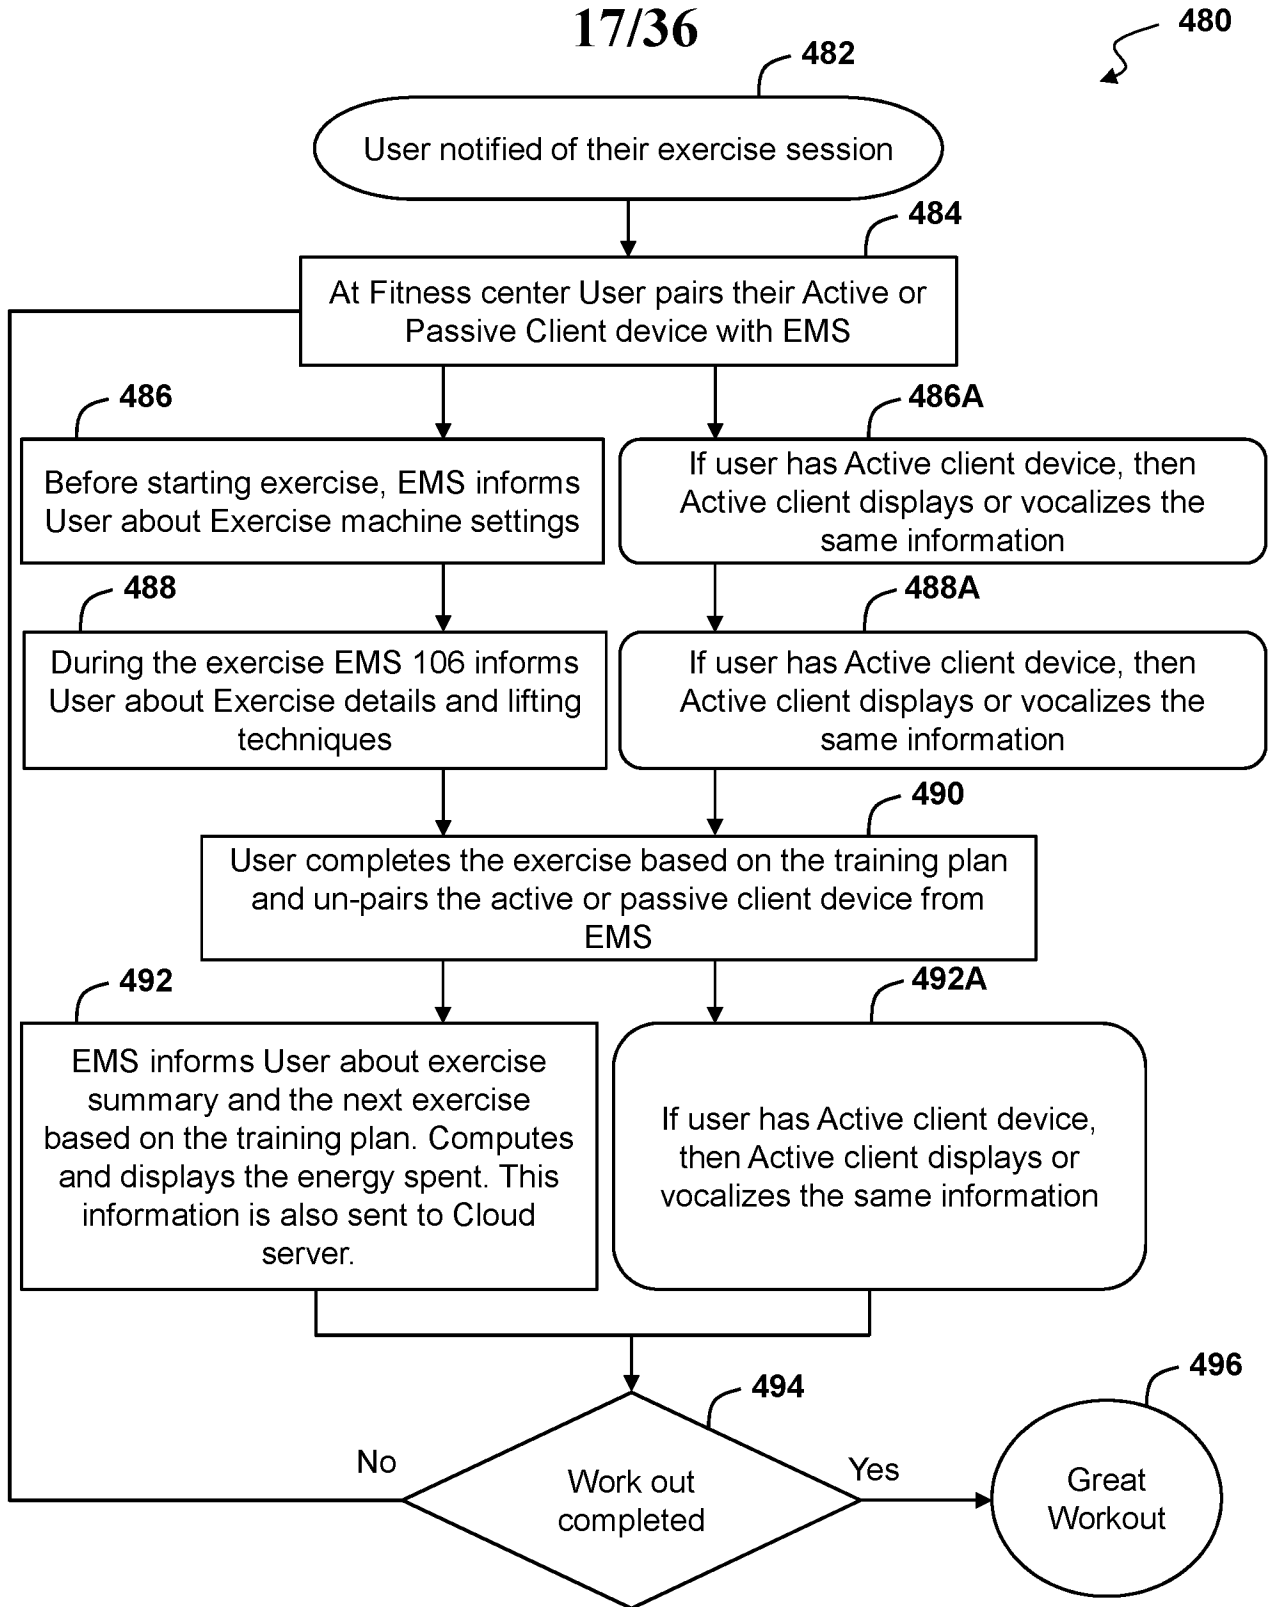 17/36
480
482
User notified of their exercise session
484
At Fitness center User pairs their Active or
Passive Client device with EMS
486
Before starting exercise, EMS informs
User about Exercise machine settings
486A
If user has Active client device, then
Active client displays or vocalizes the
same information
488
During the exercise EMS 106 informs
User about Exercise details and lifting
techniques
488A
If user has Active client device, then
Active client displays or vocalizes the
same information
490
User completes the exercise based on the training plan
and un-pairs the active or passive client device from
EMS
492
EMS informs User about exercise
summary and the next exercise
based on the training plan. Computes
and displays the energy spent. This
information is also sent to Cloud
server.
492A
If user has Active client device,
then Active client displays or
vocalizes the same information
494
Work out
completed
No
Yes
496
Great
Workout